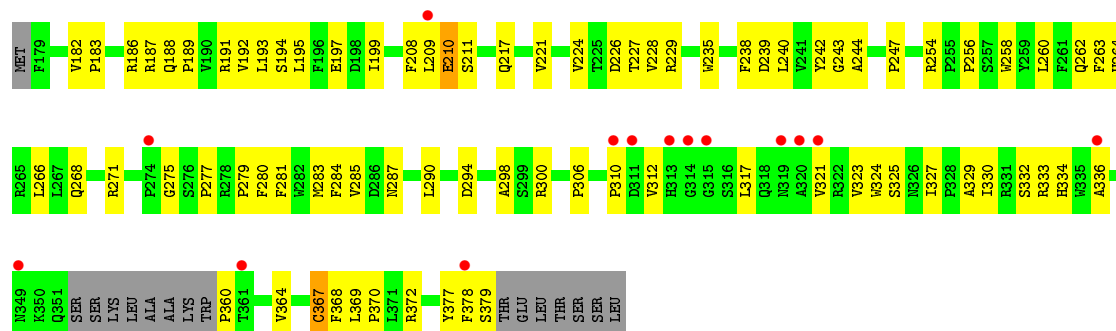 MET F179 V182 P183 R186 R187 Q188 P189 V190 R191 V192 L193 S194 L195 F196 E197 D198 I199 F208 L209 E210 S211 Q217 V221 V224 T225 D226 T227 V228 R229 W235 F238 D239 L240 V241 Y242 G243 A244 P247 R254 P255 P256 S257 W258 Y259 L260 F261 Q262 F263
R265 L266 L267 Q268 R271 P274 G275 S276 P277 R278 P279 F280 F281 W282 M283 F284 V285 D286 N287 L290 D294 A298 S299 R300 P306 P310 D311 V312 H313 G314 G315 S316 L317 Q318 N319 A320 V321 R322 V323 W324 S325 N326 I327 P328 A329 I330 R331 S332 R333 H334 W335 A336
N349 K350 Q351 SER SER LYS LEU ALA ALA LYS TRP P360 T361 V364 C367 F368 L369 P370 L371 R372 Y377 F378 S379 THR GLU LEU LEU THR SER SER LEU